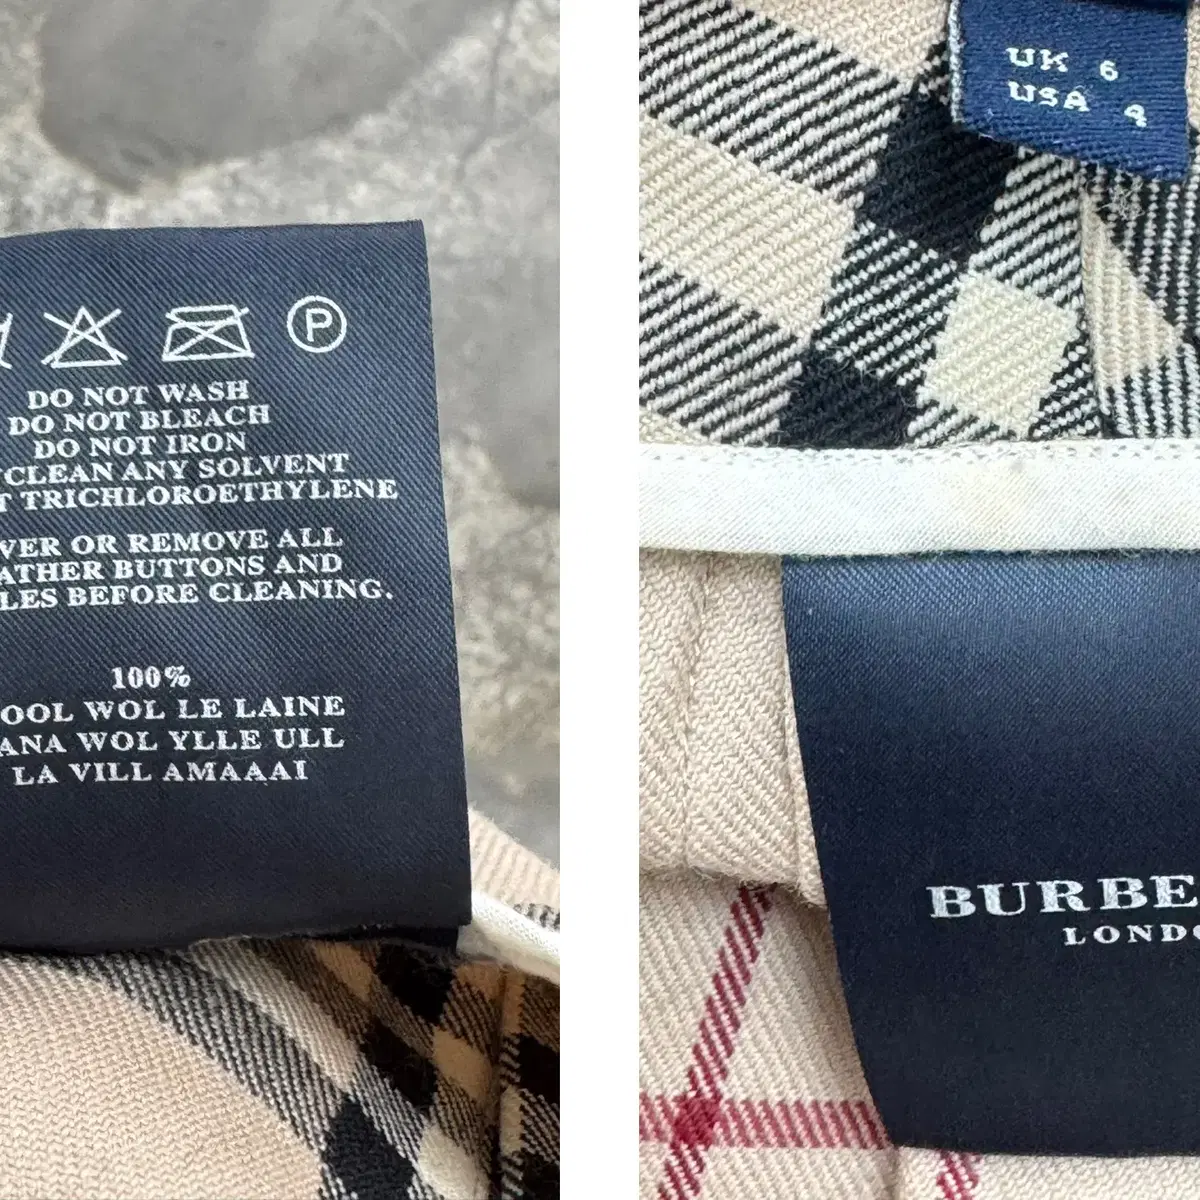 P
DO NOT WASH
DO NOT BLEACH
DO NOT IRON
CLEAN ANY SOLVENT
T TRICHLOROETHYLENE
VER OR REMOVE ALL
ATHER BUTTONS AND
LES BEFORE CLEANING.
100%
OOL WOL LE LAINE
ANA WOL YLLE ULL
LA VILL AMAAAI
UK 6
USA 4
BURBE
LONDO